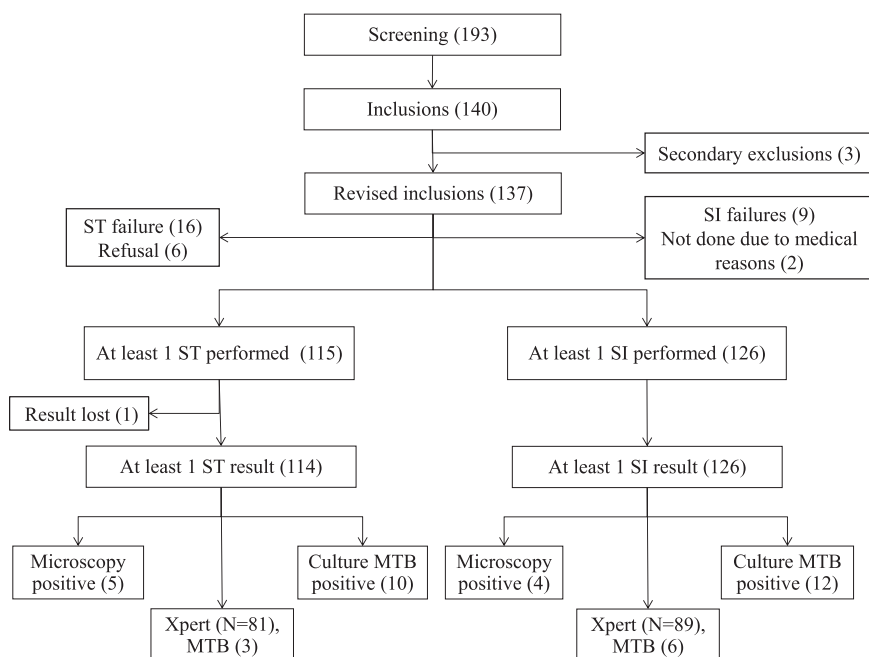 Screening (193)
Inclusions (140)
Secondary exclusions (3)
Revised inclusions (137)
ST failure (16)
Refusal (6)
SI failures (9)
Not done due to medical
reasons (2)
At least 1 ST performed (115)
At least 1 SI performed (126)
Result lost (1)
At least 1 ST result (114)
At least 1 SI result (126)
Microscopy
positive (5)
Culture MTB
positive (10)
Microscopy
positive (4)
Culture MTB
positive (12)
Xpert (N=81),
MTB (3)
Xpert (N=89),
MTB (6)